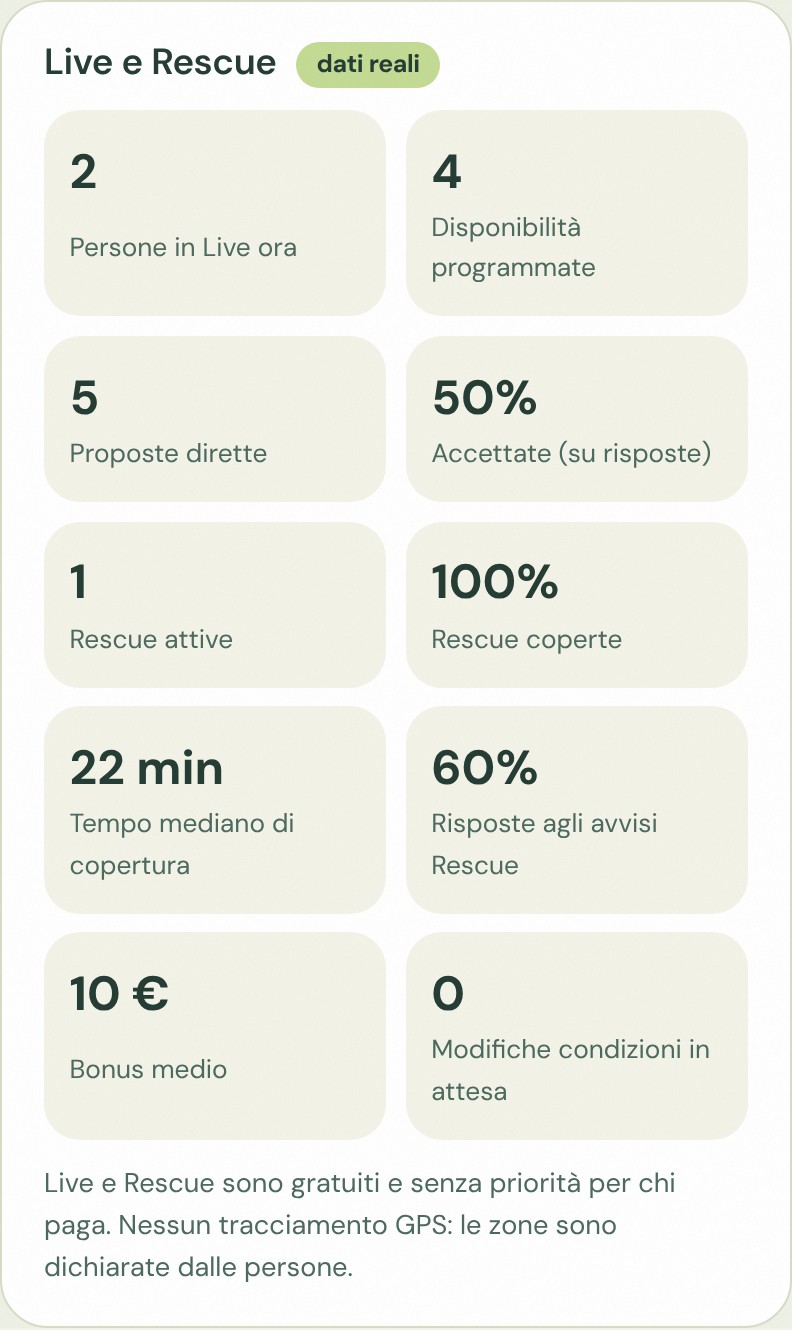 Live e Rescue dati reali
2
Persone in Live ora
4
Disponibilità
programmate
5
Proposte dirette
50%
Accettate (su risposte)
1
Rescue attive
100%
Rescue coperte
22 min
Tempo mediano di
copertura
60%
Risposte agli avvisi
Rescue
10 €
Bonus medio
0
Modifiche condizioni in
attesa
Live e Rescue sono gratuiti e senza priorità per chi
paga. Nessun tracciamento GPS: le zone sono
dichiarate dalle persone.